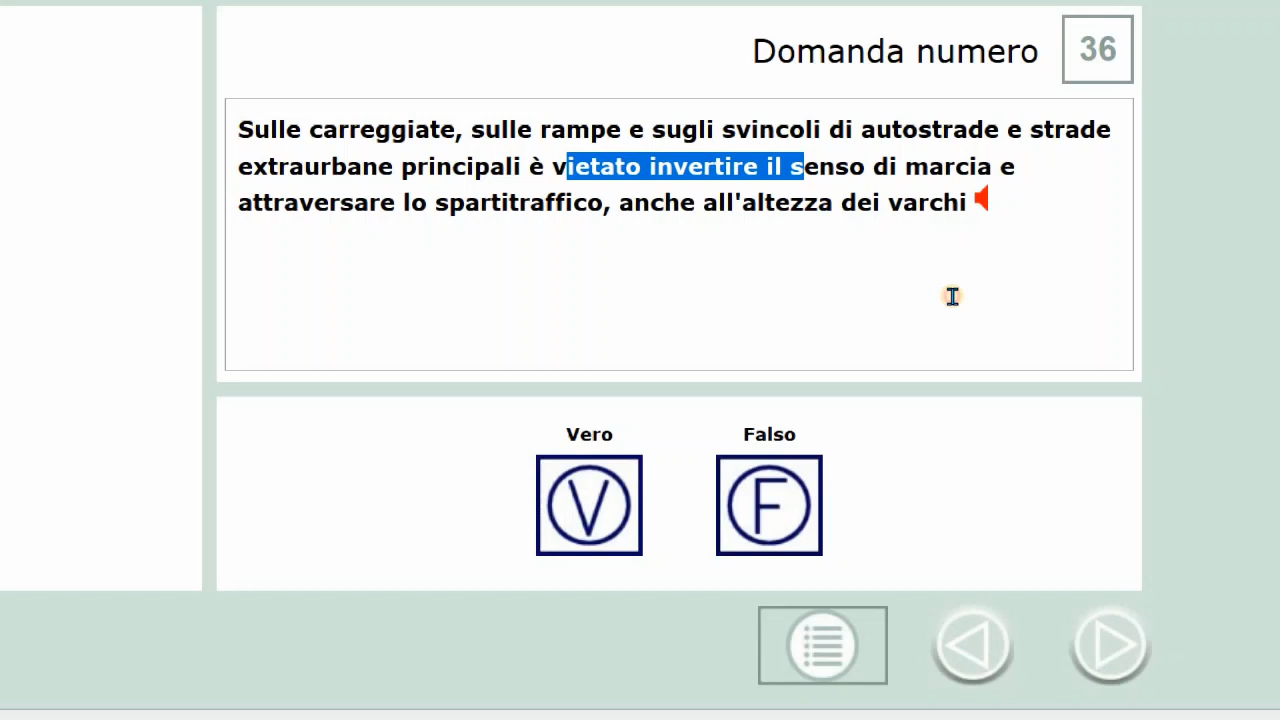 Domanda numero 36
Sulle carreggiate, sulle rampe e sugli svincoli di autostrade e strade
extraurbane principali è vietato invertire il senso di marcia e
attraversare lo spartitraffico, anche all'altezza dei varchi
Vero Falso
V F